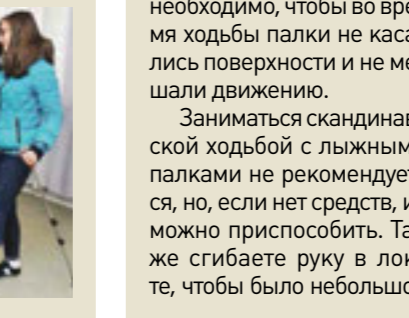 необходимо, чтобы во вре
мя ходьбы палки не каса
лись поверхности и не ме
шали движению.
Заниматься скандинав
ской ходьбой с лыжным
палками не рекомендует
ся, но, если нет средств, и
можно приспособить. Та
же сгибаете руку в лок
те, чтобы было небольшо